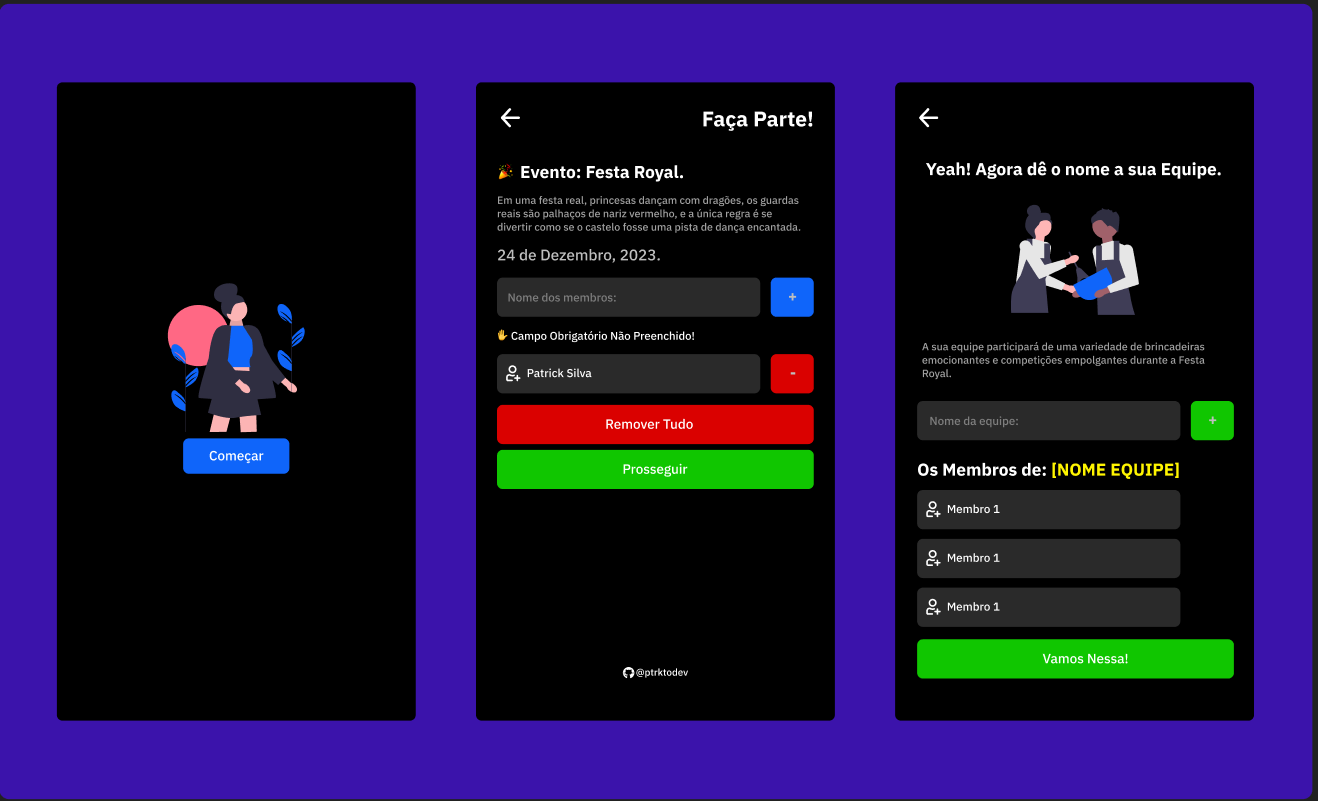 Começar
Faça Parte!
🎉 Evento: Festa Royal.
Em uma festa real, princesas dançam com dragões, os guardas
reais são palhaços de nariz vermelho, e a única regra é se
divertir como se o castelo fosse uma pista de dança encantada.
24 de Dezembro, 2023.
Nome dos membros:
+
🖐 Campo Obrigatório Não Preenchido!
Patrick Silva
-
Remover Tudo
Prosseguir
@ptrktodev
Yeah! Agora dê o nome a sua Equipe.
A sua equipe participará de uma variedade de brincadeiras
emocionantes e competições empolgantes durante a Festa
Royal.
Nome da equipe:
+
Os Membros de: [NOME EQUIPE]
Membro 1
Membro 1
Membro 1
Vamos Nessa!